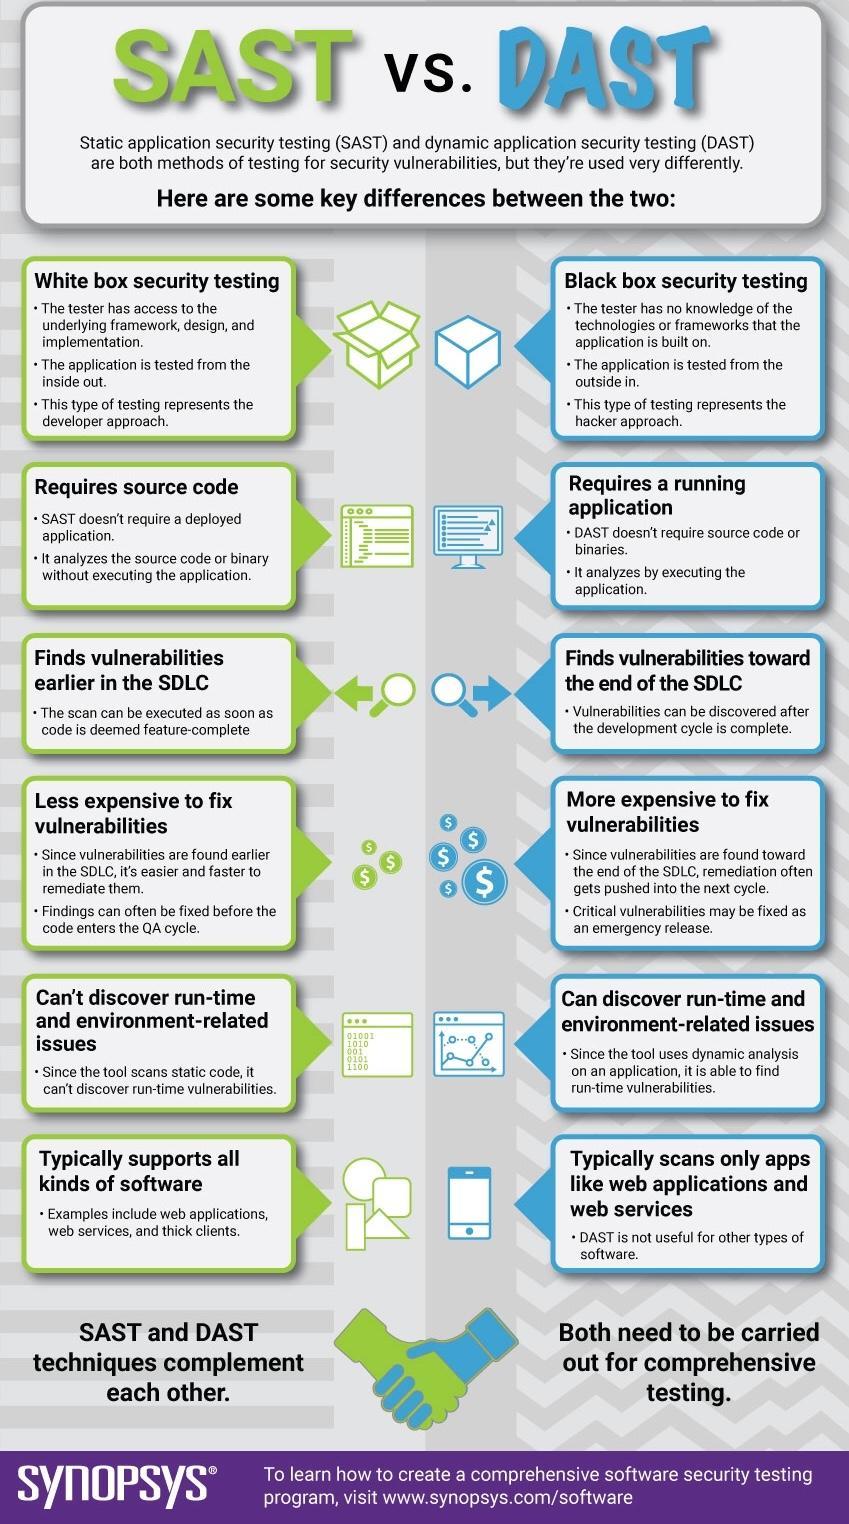 SAST vs. DAST
Static application security testing (SAST) and dynamic application security testing (DAST)
are both methods of testing for security vulnerabilities, but they're used very differently.
Here are some key differences between the two:
White box security testing
• The tester has access to the
underlying framework, design, and
implementation.
• The application is tested from the
inside out.
• This type of testing represents the
developer approach.
Black box security testing
• The tester has no knowledge of the
technologies or frameworks that the
application is built on.
• The application is tested from the
outside in.
• This type of testing represents the
hacker approach.
Requires source code
• SAST doesn't require a deployed
application.
• It analyzes the source code or binary
without executing the application.
Requires a running
application
• DAST doesn't require source code or
binaries.
• It analyzes by executing the
application.
Finds vulnerabilities
earlier in the SDLC
• The scan can be executed as soon as
code is deemed feature-complete
Finds vulnerabilities toward
the end of the SDLC
• Vulnerabilities can be discovered after
the development cycle is complete.
Less expensive to fix
vulnerabilities
• Since vulnerabilities are found earlier
in the SDLC, it's easier and faster to
remediate them.
• Findings can often be fixed before the
code enters the QA cycle.
$
$
$
$
$
$
$
$
More expensive to fix
vulnerabilities
• Since vulnerabilities are found toward
the end of the SDLC, remediation often
gets pushed into the next cycle.
• Critical vulnerabilities may be fixed as
an emergency release.
Can't discover run-time
and environment-related
issues
• Since the tool scans static code, it
can't discover run-time vulnerabilities.
01001
1010
001
0101
1100
Can discover run-time and
environment-related issues
• Since the tool uses dynamic analysis
on an application, it is able to find
run-time vulnerabilities.
Typically supports all
kinds of software
• Examples include web applications,
web services, and thick clients.
Typically scans only apps
like web applications and
web services
• DAST is not useful for other types of
software.
SAST and DAST
techniques complement
each other.
Both need to be carried
out for comprehensive
testing.
SYNOPSYS®
To learn how to create a comprehensive software security testing
program, visit www.synopsys.com/software